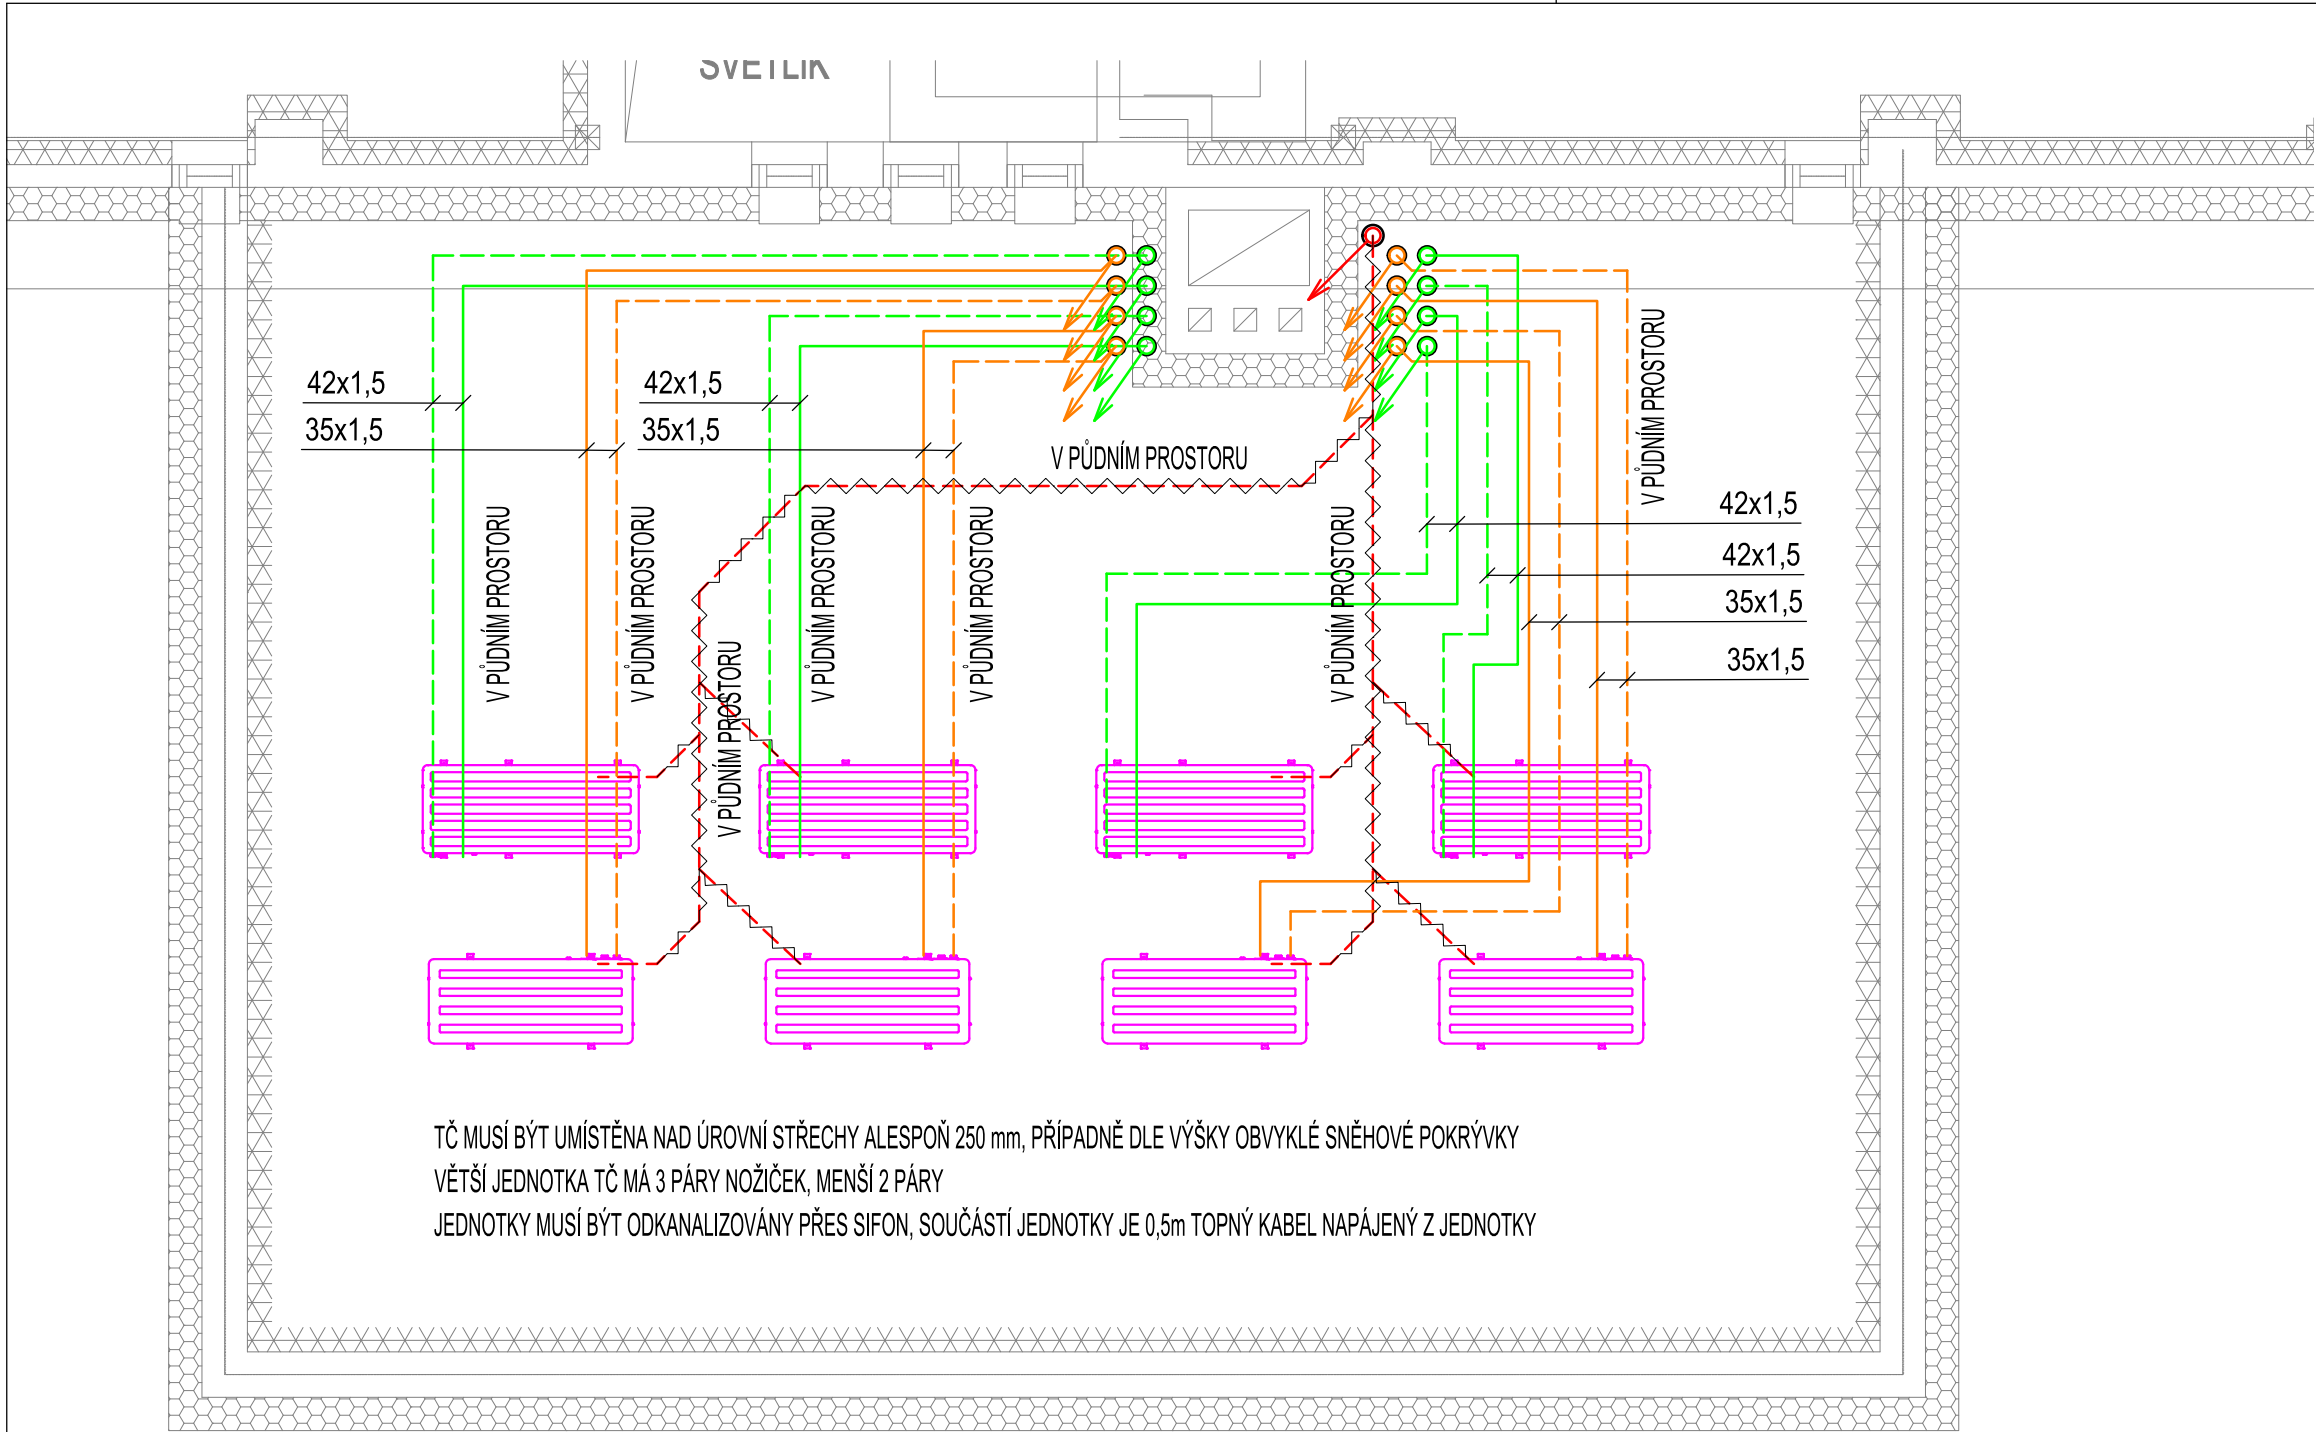 SVĚTLÍK
42x1,5
35x1,5
42x1,5
35x1,5
V PŮDNÍM PROSTORU
V PŮDNÍM PROSTORU
V PŮDNÍM PROSTORU
V PŮDNÍM PROSTORU
V PŮDNÍM PROSTORU
V PŮDNÍM PROSTORU
V PŮDNÍM PROSTORU
V PŮDNÍM PROSTORU
42x1,5
42x1,5
35x1,5
35x1,5
TČ MUSÍ BÝT UMÍSTĚNA NAD ÚROVNÍ STŘECHY ALESPOŇ 250 mm, PŘÍPADNĚ DLE VÝŠKY OBVYKLÉ SNĚHOVÉ POKRÝVKY
VĚTŠÍ JEDNOTKA TČ MÁ 3 PÁRY NOŽIČEK, MENŠÍ 2 PÁRY
JEDNOTKY MUSÍ BÝT ODKANALIZOVÁNY PŘES SIFON, SOUČÁSTÍ JEDNOTKY JE 0,5m TOPNÝ KABEL NAPÁJENÝ Z JEDNOTKY